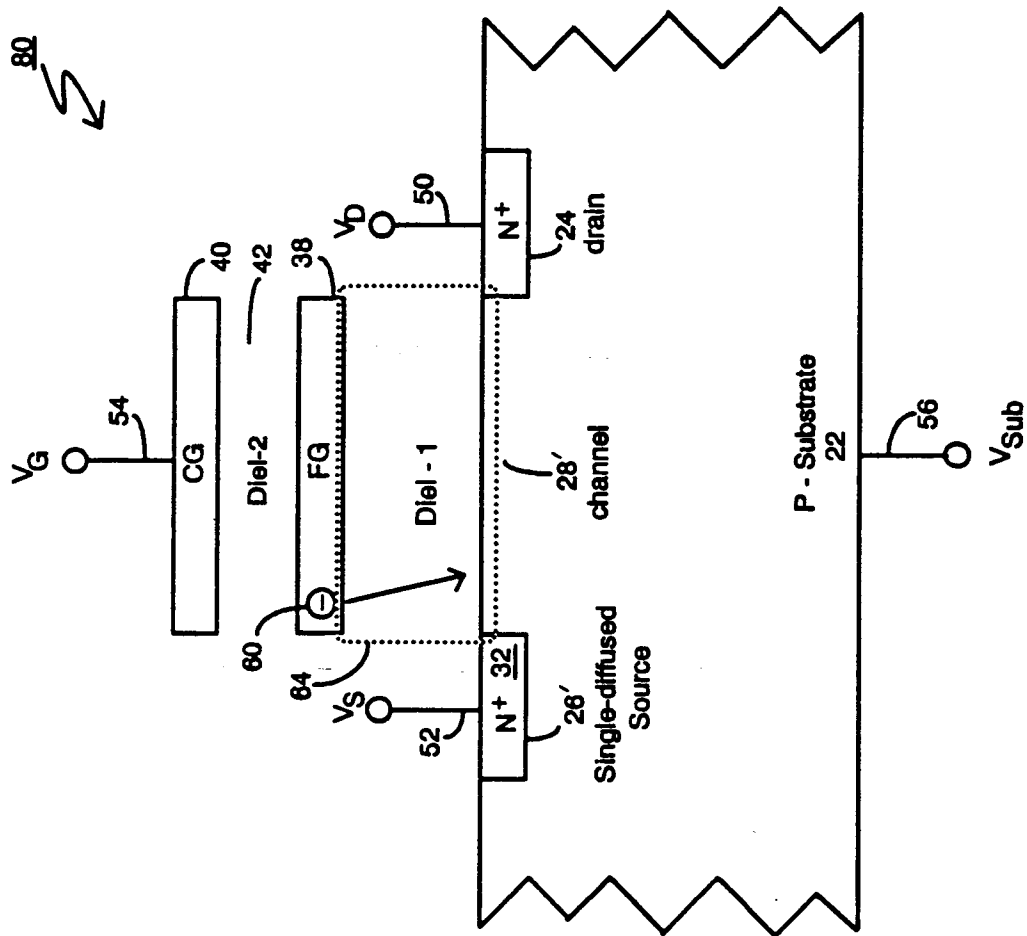 80
V_G
54
CG
40
Diel-2
42
FG
38
60
64
V_S
52
V_D
50
Diel - 1
N+ 32
N+
26′
Single-diffused
Source
28′
channel
24
drain
P - Substrate
22
56
V_Sub